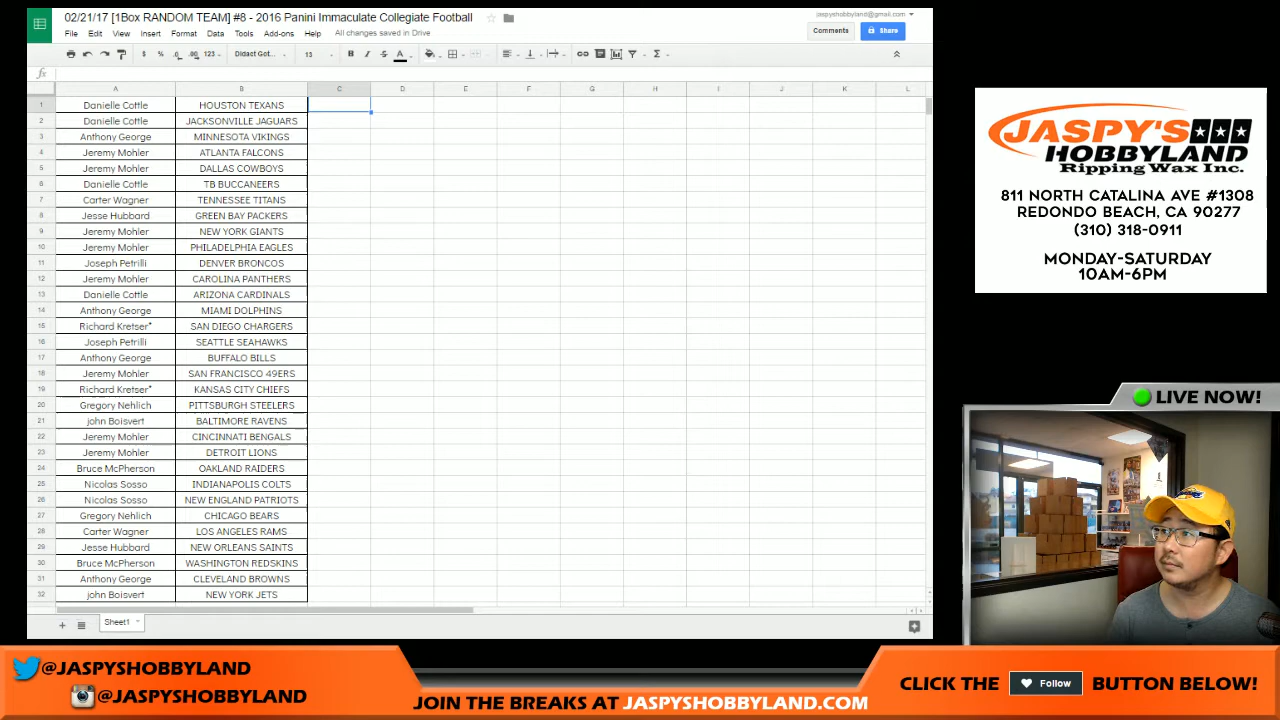 02/21/17 [1Box RANDOM TEAM] #8 - 2016 Panini Immaculate Collegiate Football
jaspyshobbyland@gmail.com
File Edit View Insert Format Data Tools Add-ons Help All changes saved in Drive
Comments Share
$ % .0 .00 123 Didact Got... 13 B I S A Σ
fx
A B C D E F G H I J K L
1 Danielle Cottle HOUSTON TEXANS
2 Danielle Cottle JACKSONVILLE JAGUARS
3 Anthony George MINNESOTA VIKINGS
4 Jeremy Mohler ATLANTA FALCONS
5 Jeremy Mohler DALLAS COWBOYS
6 Danielle Cottle TB BUCCANEERS
7 Carter Wagner TENNESSEE TITANS
8 Jesse Hubbard GREEN BAY PACKERS
9 Jeremy Mohler NEW YORK GIANTS
10 Jeremy Mohler PHILADELPHIA EAGLES
11 Joseph Petrilli DENVER BRONCOS
12 Jeremy Mohler CAROLINA PANTHERS
13 Danielle Cottle ARIZONA CARDINALS
14 Anthony George MIAMI DOLPHINS
15 Richard Kretser* SAN DIEGO CHARGERS
16 Joseph Petrilli SEATTLE SEAHAWKS
17 Anthony George BUFFALO BILLS
18 Jeremy Mohler SAN FRANCISCO 49ERS
19 Richard Kretser* KANSAS CITY CHIEFS
20 Gregory Nehlich PITTSBURGH STEELERS
21 john Boisvert BALTIMORE RAVENS
22 Jeremy Mohler CINCINNATI BENGALS
23 Jeremy Mohler DETROIT LIONS
24 Bruce McPherson OAKLAND RAIDERS
25 Nicolas Sosso INDIANAPOLIS COLTS
26 Nicolas Sosso NEW ENGLAND PATRIOTS
27 Gregory Nehlich CHICAGO BEARS
28 Carter Wagner LOS ANGELES RAMS
29 Jesse Hubbard NEW ORLEANS SAINTS
30 Bruce McPherson WASHINGTON REDSKINS
31 Anthony George CLEVELAND BROWNS
32 john Boisvert NEW YORK JETS
Sheet1
JASPY'S
HOBBYLAND
Ripping Wax Inc.
811 NORTH CATALINA AVE #1308
REDONDO BEACH, CA 90277
(310) 318-0911
MONDAY-SATURDAY
10AM-6PM
LIVE NOW!
@JASPYSHOBBYLAND
@JASPYSHOBBYLAND
JOIN THE BREAKS AT JASPYSHOBBYLAND.COM
CLICK THE Follow BUTTON BELOW!